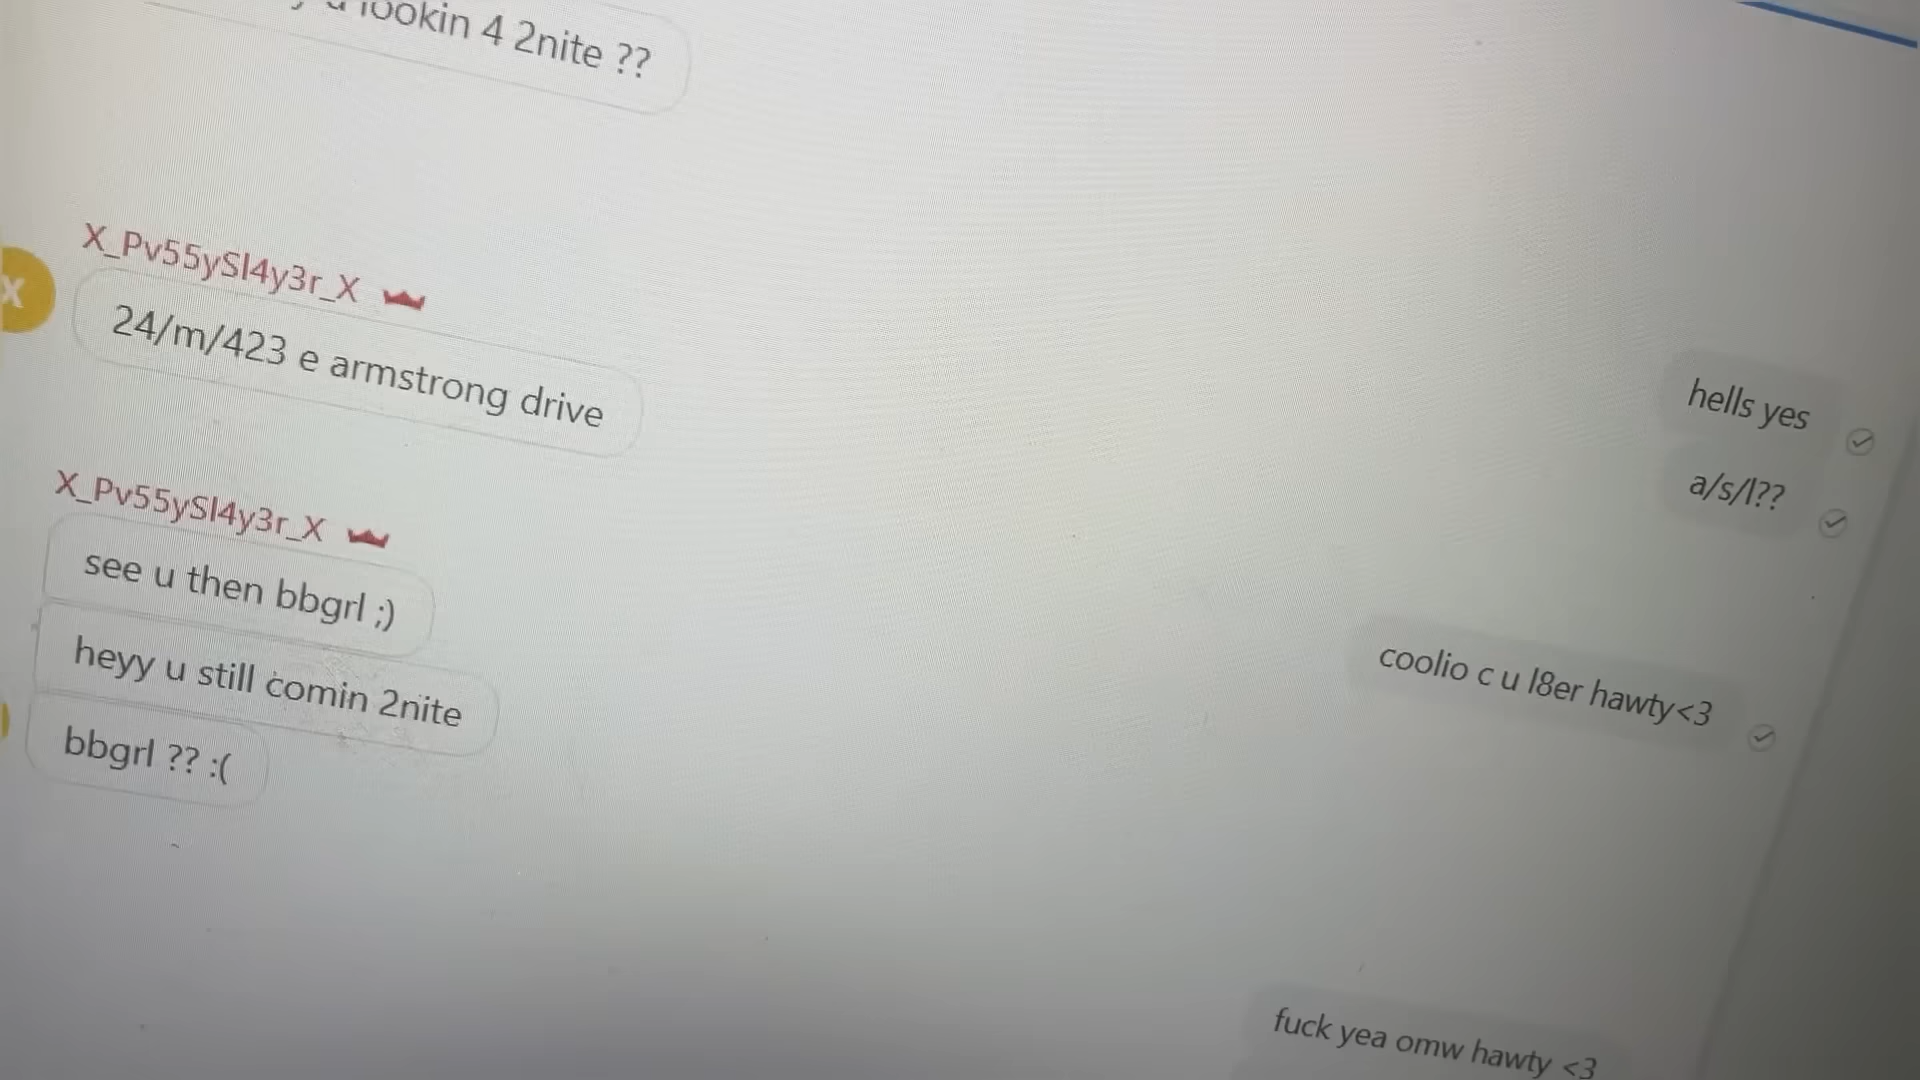 lookin 4 2nite ??
X_Pv55ySl4y3r_X
24/m/423 e armstrong drive
hells yes
a/s/l??
X_Pv55ySl4y3r_X
see u then bbgrl ;)
heyy u still comin 2nite
bbgrl ?? :(
coolio c u l8er hawty<3
fuck yea omw hawty <3